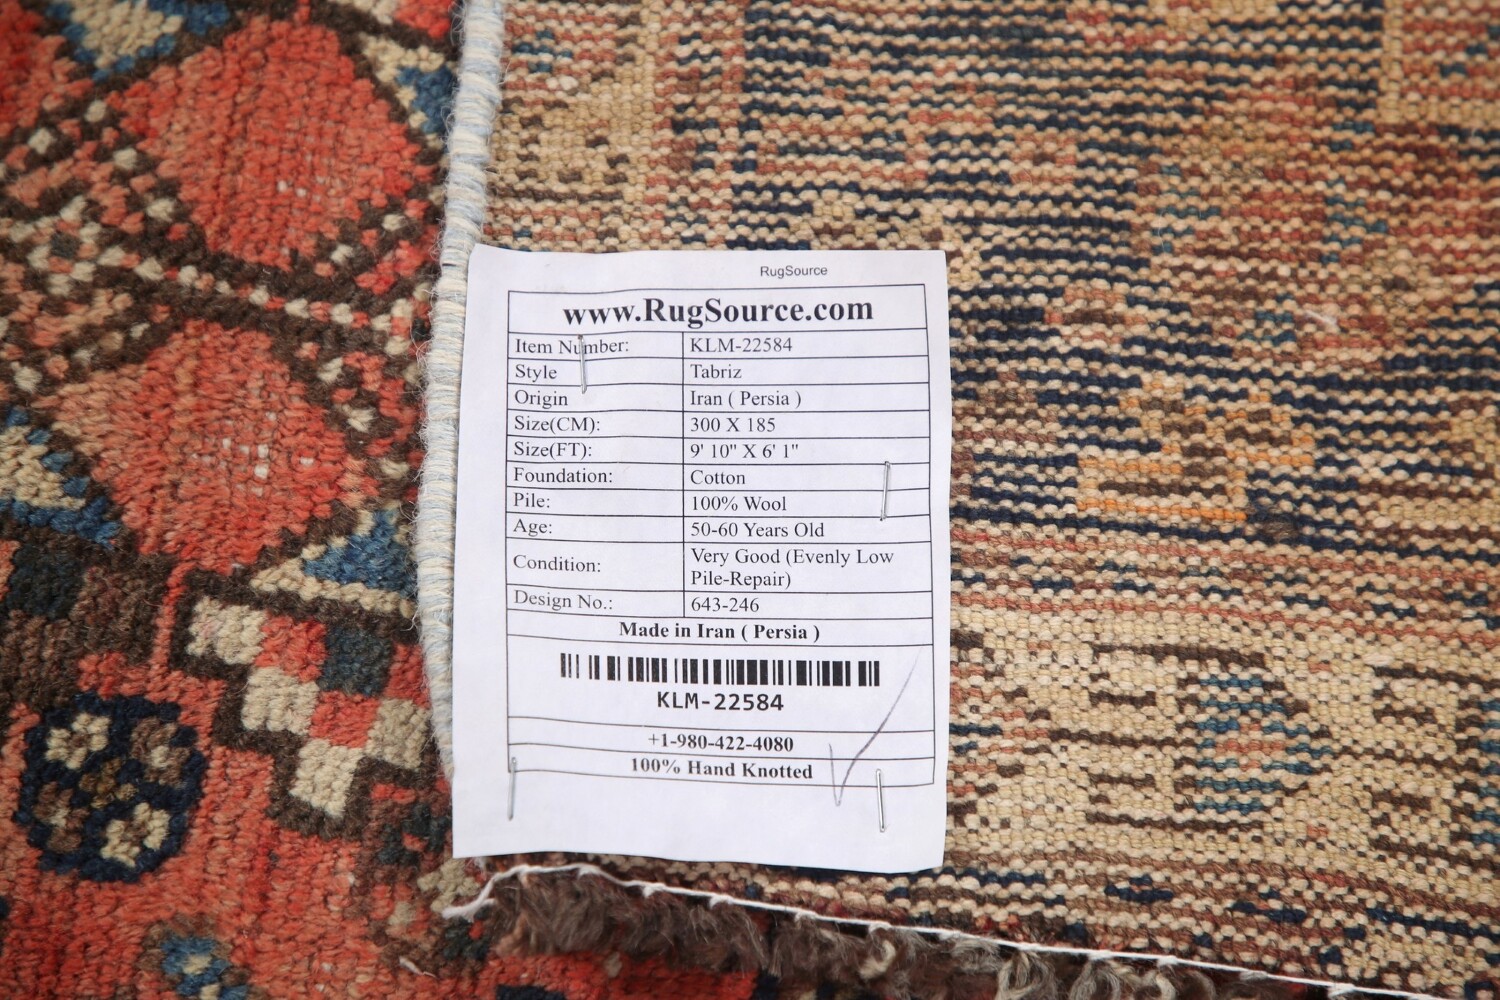 RugSource
www.RugSource.com
Item Number: KLM-22584
Style Tabriz
Origin Iran ( Persia )
Size(CM): 300 X 185
Size(FT): 9' 10" X 6' 1"
Foundation: Cotton
Pile: 100% Wool
Age: 50-60 Years Old
Condition: Very Good (Evenly Low
Pile-Repair)
Design No.: 643-246
Made in Iran ( Persia )
KLM-22584
+1-980-422-4080
100% Hand Knotted